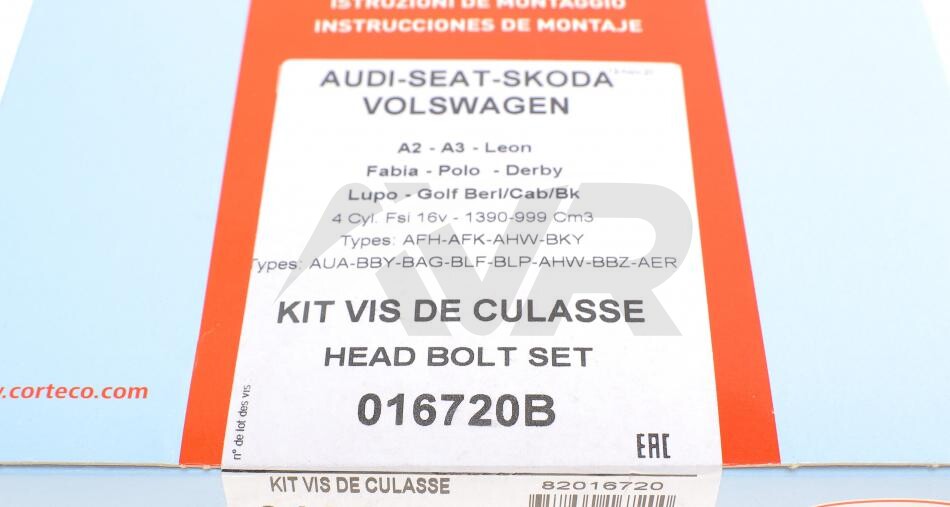 ISTRUZIONI DE MONTAGGIO
INSTRUCCIONES DE MONTAJE
AUDI-SEAT-SKODA
VOLSWAGEN
A2 - A3 - Leon
Fabia - Polo - Derby
Lupo - Golf Berl/Cab/Bk
4 Cyl. Fsi 16v - 1390-999 Cm3
Types: AFH-AFK-AHW-BKY
Types: AUA-BBY-BAG-BLF-BLP-AHW-BBZ-AER
iVR
KIT VIS DE CULASSE
HEAD BOLT SET
016720B
.corteco.com
n° de lot des vis
EAC
KIT VIS DE CULASSE
82016720